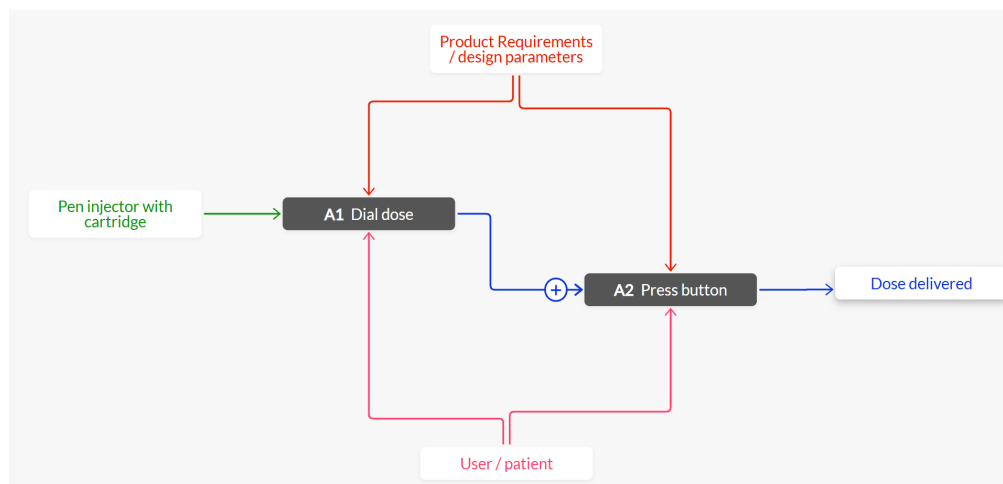 Product Requirements
/ design parameters
Pen injector with
cartridge
A1 Dial dose
A2 Press button
Dose delivered
User / patient